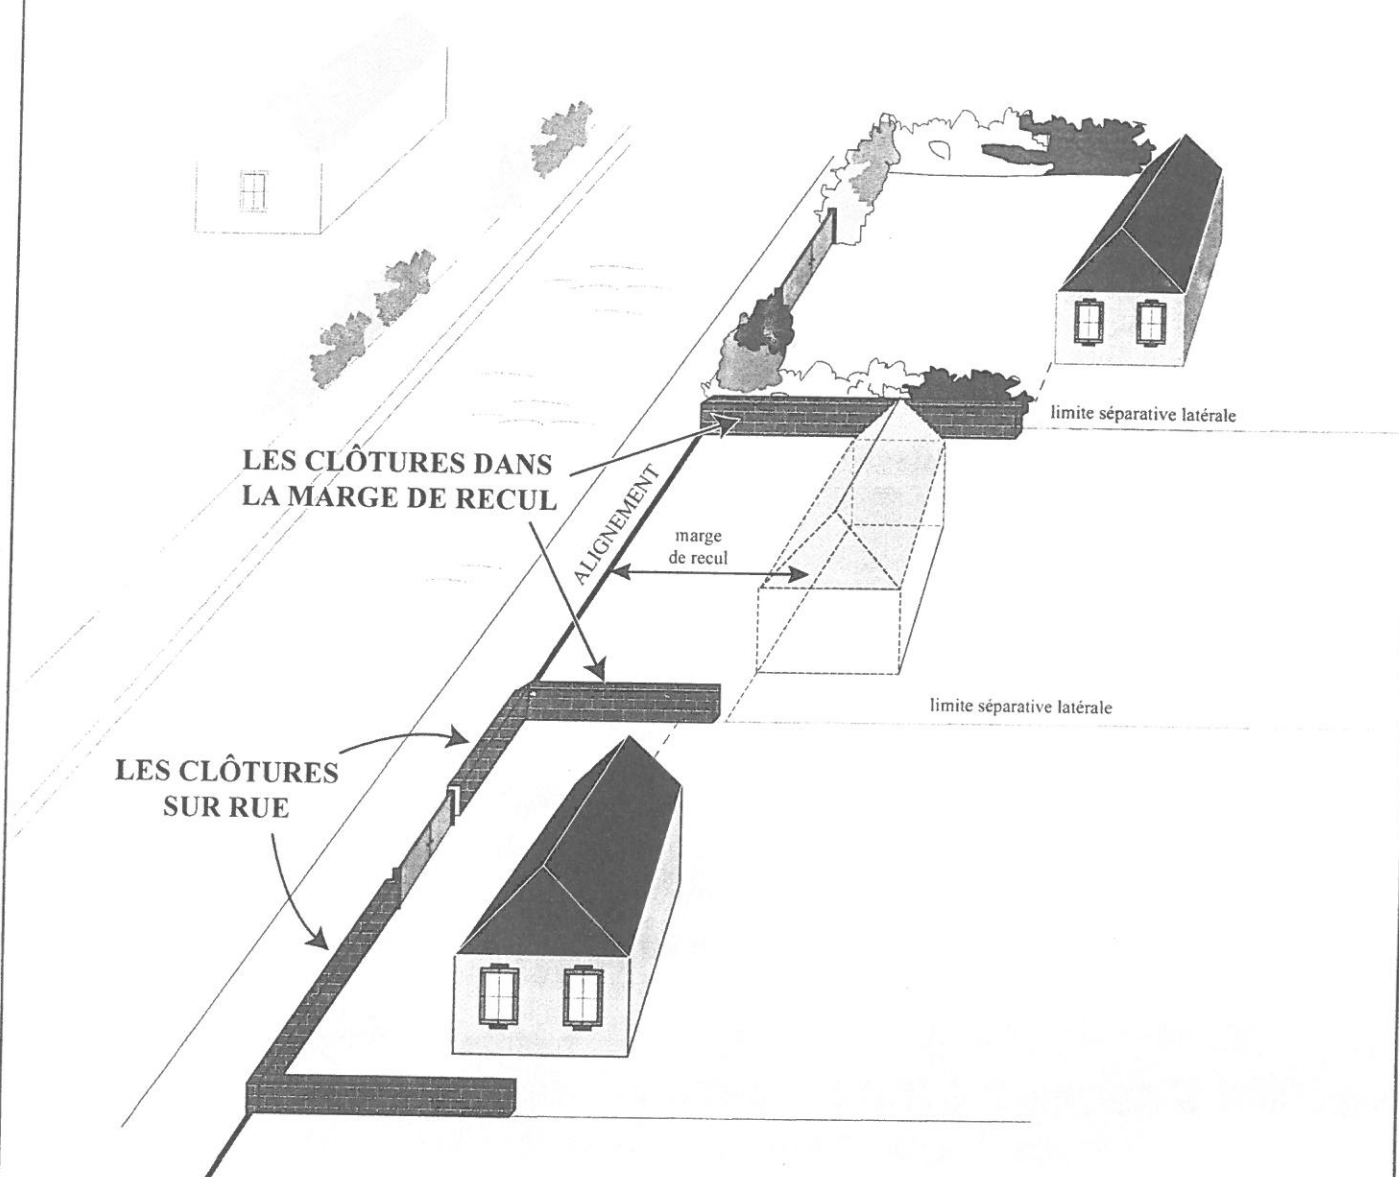 limite séparative latérale
LES CLÔTURES DANS
LA MARGE DE RECUL
ALIGNEMENT
marge
de recul
limite séparative latérale
LES CLÔTURES
SUR RUE